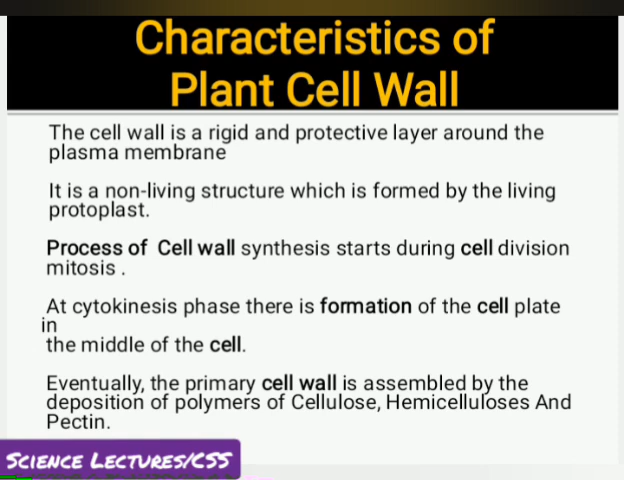 Characteristics of
Plant Cell Wall
The cell wall is a rigid and protective layer around the
plasma membrane
It is a non-living structure which is formed by the living
protoplast.
Process of Cell wall synthesis starts during cell division
mitosis .
At cytokinesis phase there is formation of the cell plate
in
the middle of the cell.
Eventually, the primary cell wall is assembled by the
deposition of polymers of Cellulose, Hemicelluloses And
Pectin.
SCIENCE LECTURES/CSS